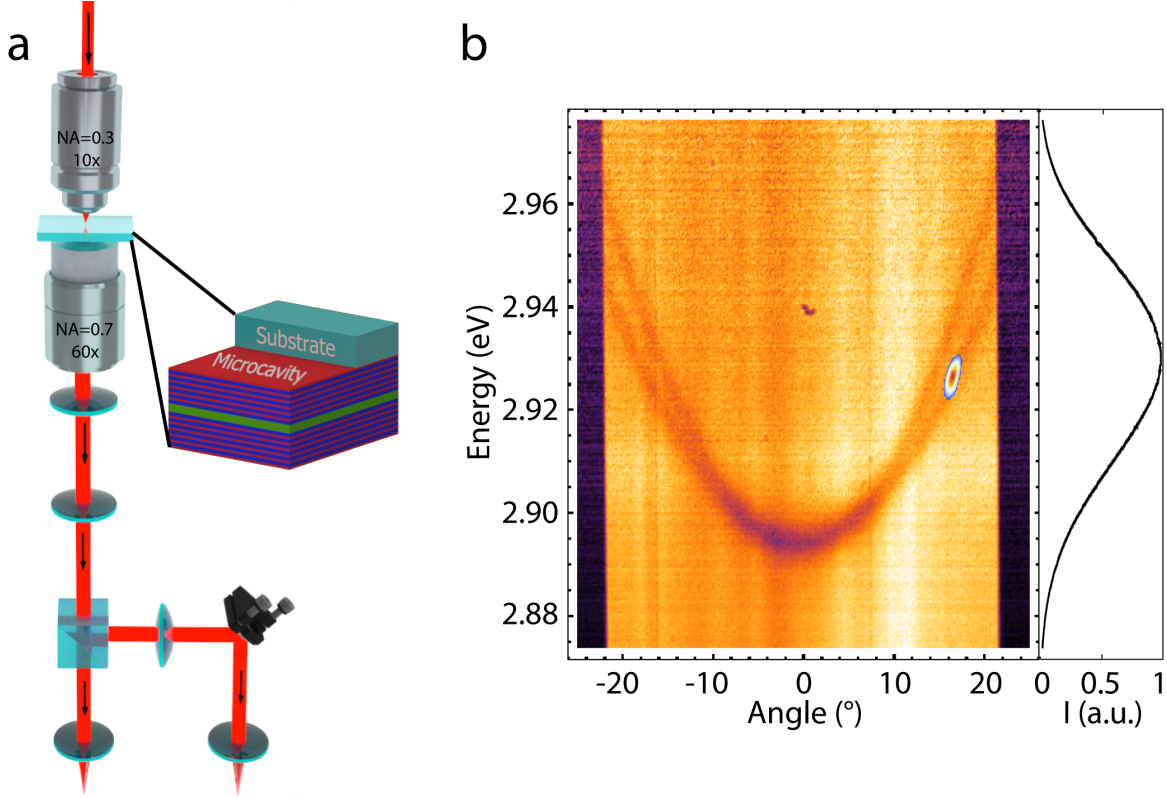 a
NA=0.3
10x
NA=0.7
60x
Substrate
Microcavity
b
2.96
2.94
2.92
2.90
2.88
Energy (eV)
-20 -10 0 10 20 0 0.5 1
Angle (°) I (a.u.)